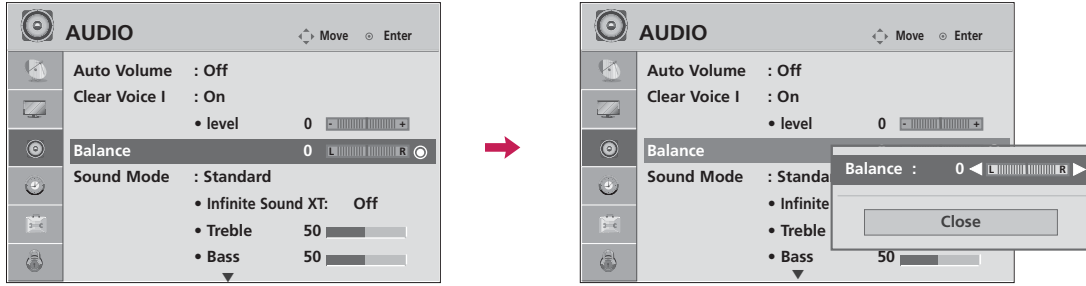 AUDIO
Move Enter
Auto Volume : Off
Clear Voice I : On
• level 0 - +
Balance 0 L R
Sound Mode : Standard
• Infinite Sound XT: Off
• Treble 50
• Bass 50
AUDIO
Move Enter
Auto Volume : Off
Clear Voice I : On
• level 0 - +
Balance
Sound Mode : Standa
• Infinite
• Treble
• Bass 50
Balance : 0 L R
Close